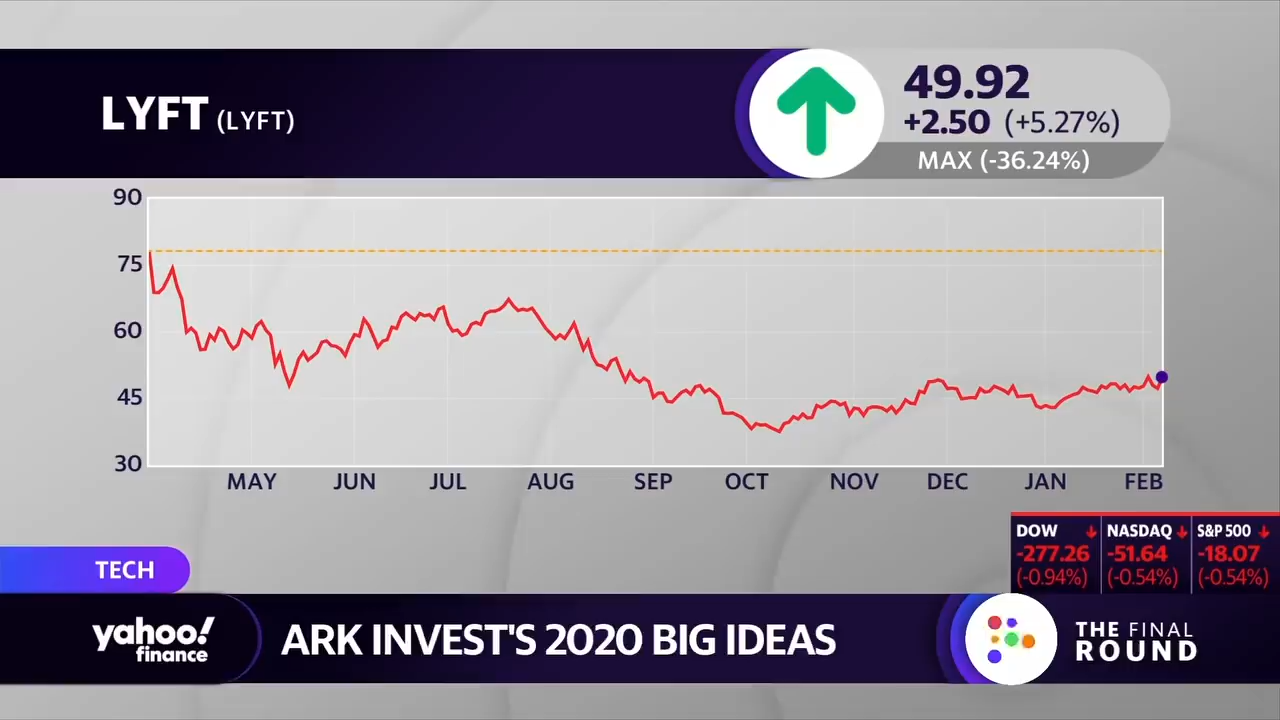 LYFT (LYFT)
49.92
+2.50 (+5.27%)
MAX (-36.24%)
90
75
60
45
30
MAY JUN JUL AUG SEP OCT NOV DEC JAN FEB
DOW NASDAQ S&P 500
-277.26 -51.64 -18.07
(-0.94%) (-0.54%) (-0.54%)
TECH
yahoo!
finance
ARK INVEST'S 2020 BIG IDEAS
THE FINAL
ROUND